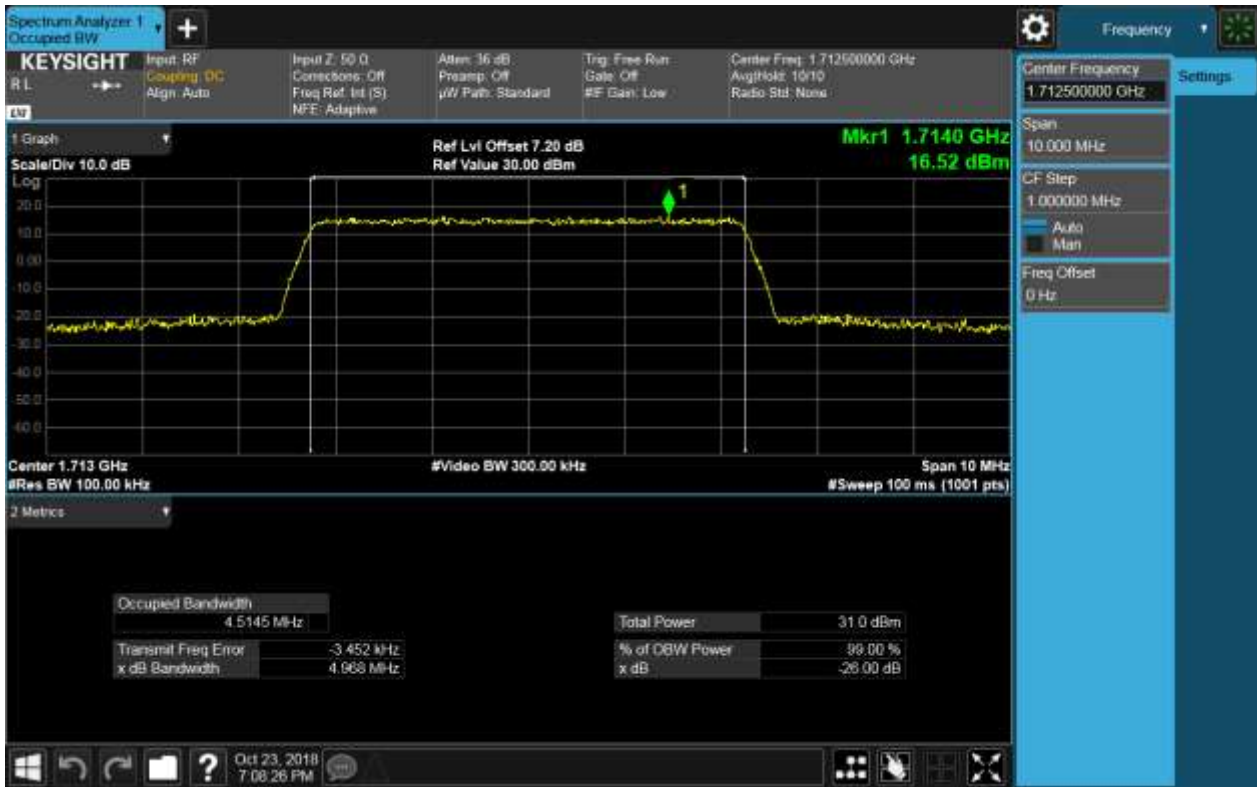 Spectrum Analyzer 1
Occupied BW
+
Frequency
KEYSIGHT
R L
Input: RF
Coupling: DC
Align: Auto
Input Z: 50 Ω
Corrections: Off
Freq Ref: Int (S)
NFE: Adaptive
Atten: 36 dB
Preamp: Off
µW Path: Standard
Trig: Free Run
Gate: Off
#IF Gain: Low
Center Freq: 1.712500000 GHz
Avg|Hold: 10/10
Radio Std: None
Center Frequency
1.712500000 GHz
Settings
Span
10.000 MHz
CF Step
1.000000 MHz
Auto
Man
Freq Offset
0 Hz
1 Graph
Scale/Div 10.0 dB
Ref Lvl Offset 7.20 dB
Ref Value 30.00 dBm
Mkr1 1.7140 GHz
16.52 dBm
Log
20.0
10.0
0.00
-10.0
-20.0
-30.0
-40.0
-50.0
-60.0
1
Center 1.713 GHz
#Res BW 100.00 kHz
#Video BW 300.00 kHz
Span 10 MHz
#Sweep 100 ms (1001 pts)
2 Metrics
Occupied Bandwidth
4.5145 MHz
Transmit Freq Error -3.452 kHz
x dB Bandwidth 4.968 MHz
Total Power 31.0 dBm
% of OBW Power 99.00 %
x dB -26.00 dB
?
Oct 23, 2018
7:08:26 PM